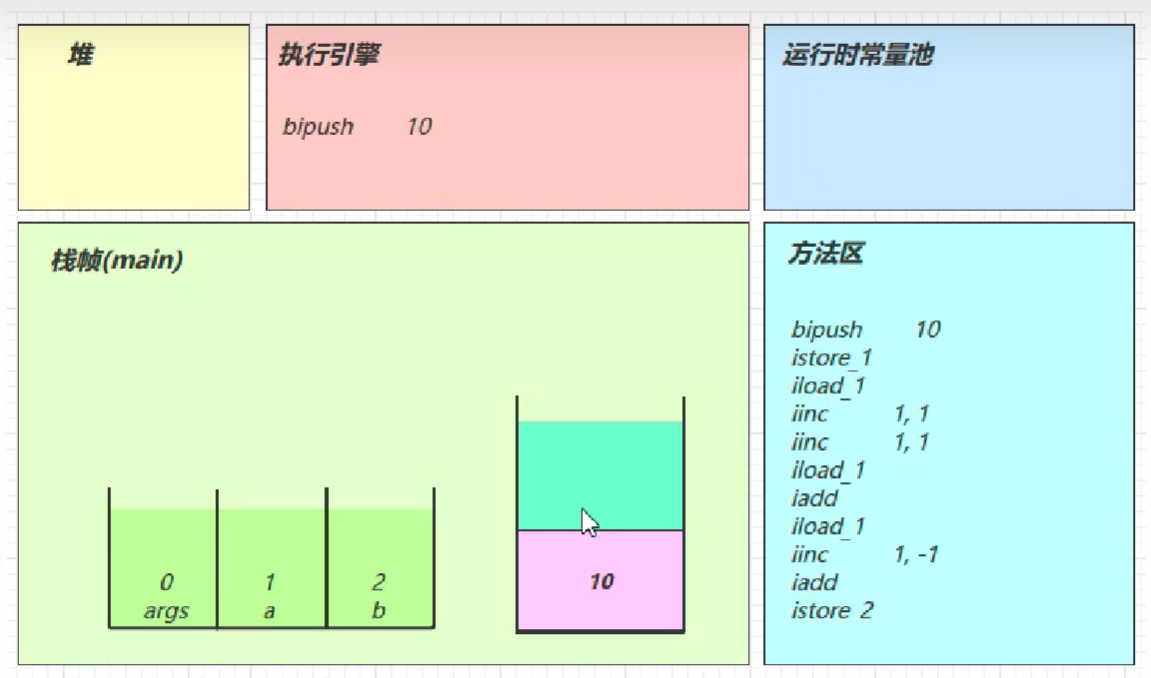 堆
执行引擎
bipush 10
运行时常量池
栈帧(main)
0 1 2
args a b
10
方法区
bipush 10
istore_1
iload_1
iinc 1, 1
iinc 1, 1
iload_1
iadd
iload_1
iinc 1, -1
iadd
istore 2